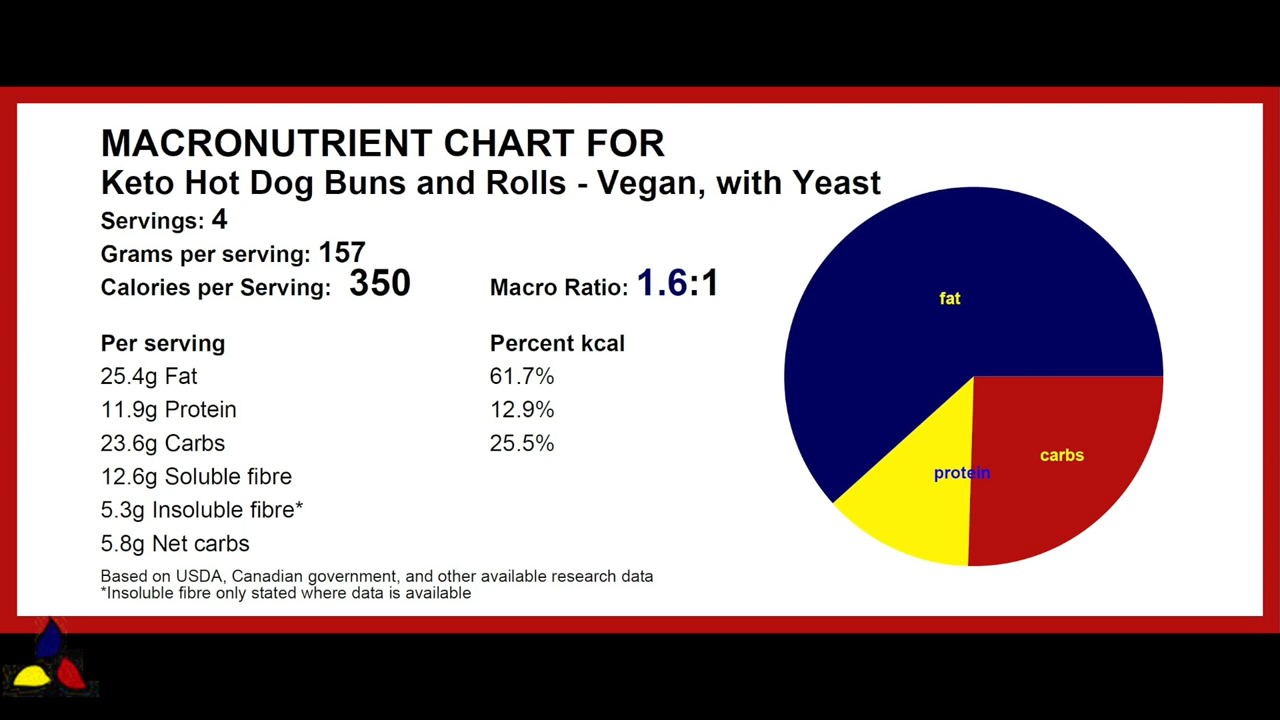 MACRONUTRIENT CHART FOR
Keto Hot Dog Buns and Rolls - Vegan, with Yeast
Servings: 4
Grams per serving: 157
Calories per Serving: 350
Macro Ratio: 1.6:1
Per serving
Percent kcal
25.4g Fat
61.7%
11.9g Protein
12.9%
23.6g Carbs
25.5%
12.6g Soluble fibre
5.3g Insoluble fibre*
5.8g Net carbs
Based on USDA, Canadian government, and other available research data
*Insoluble fibre only stated where data is available
fat
carbs
protein